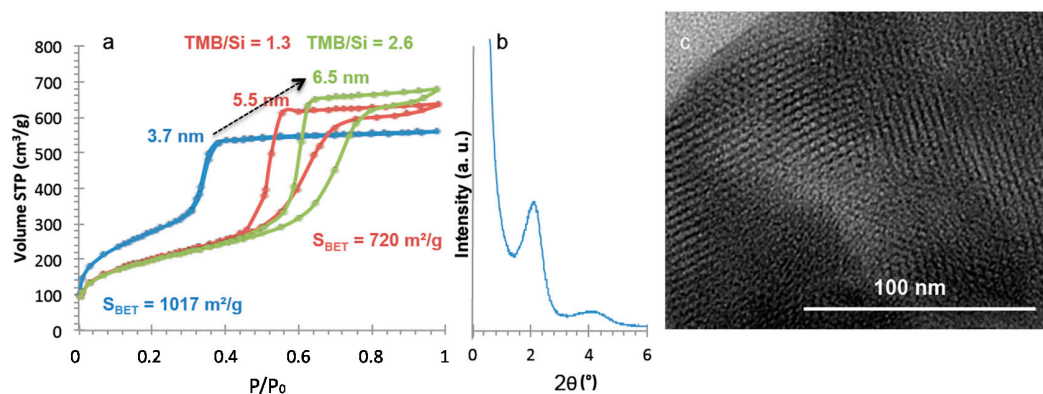 a
TMB/Si = 1.3 TMB/Si = 2.6
6.5 nm
5.5 nm
3.7 nm
S_BET = 720 m²/g
S_BET = 1017 m²/g
Volume STP (cm³/g)
800
700
600
500
400
300
200
100
0
0 0.2 0.4 0.6 0.8 1
P/P₀
b
Intensity (a. u.)
0 2 4 6
2θ (°)
c
100 nm